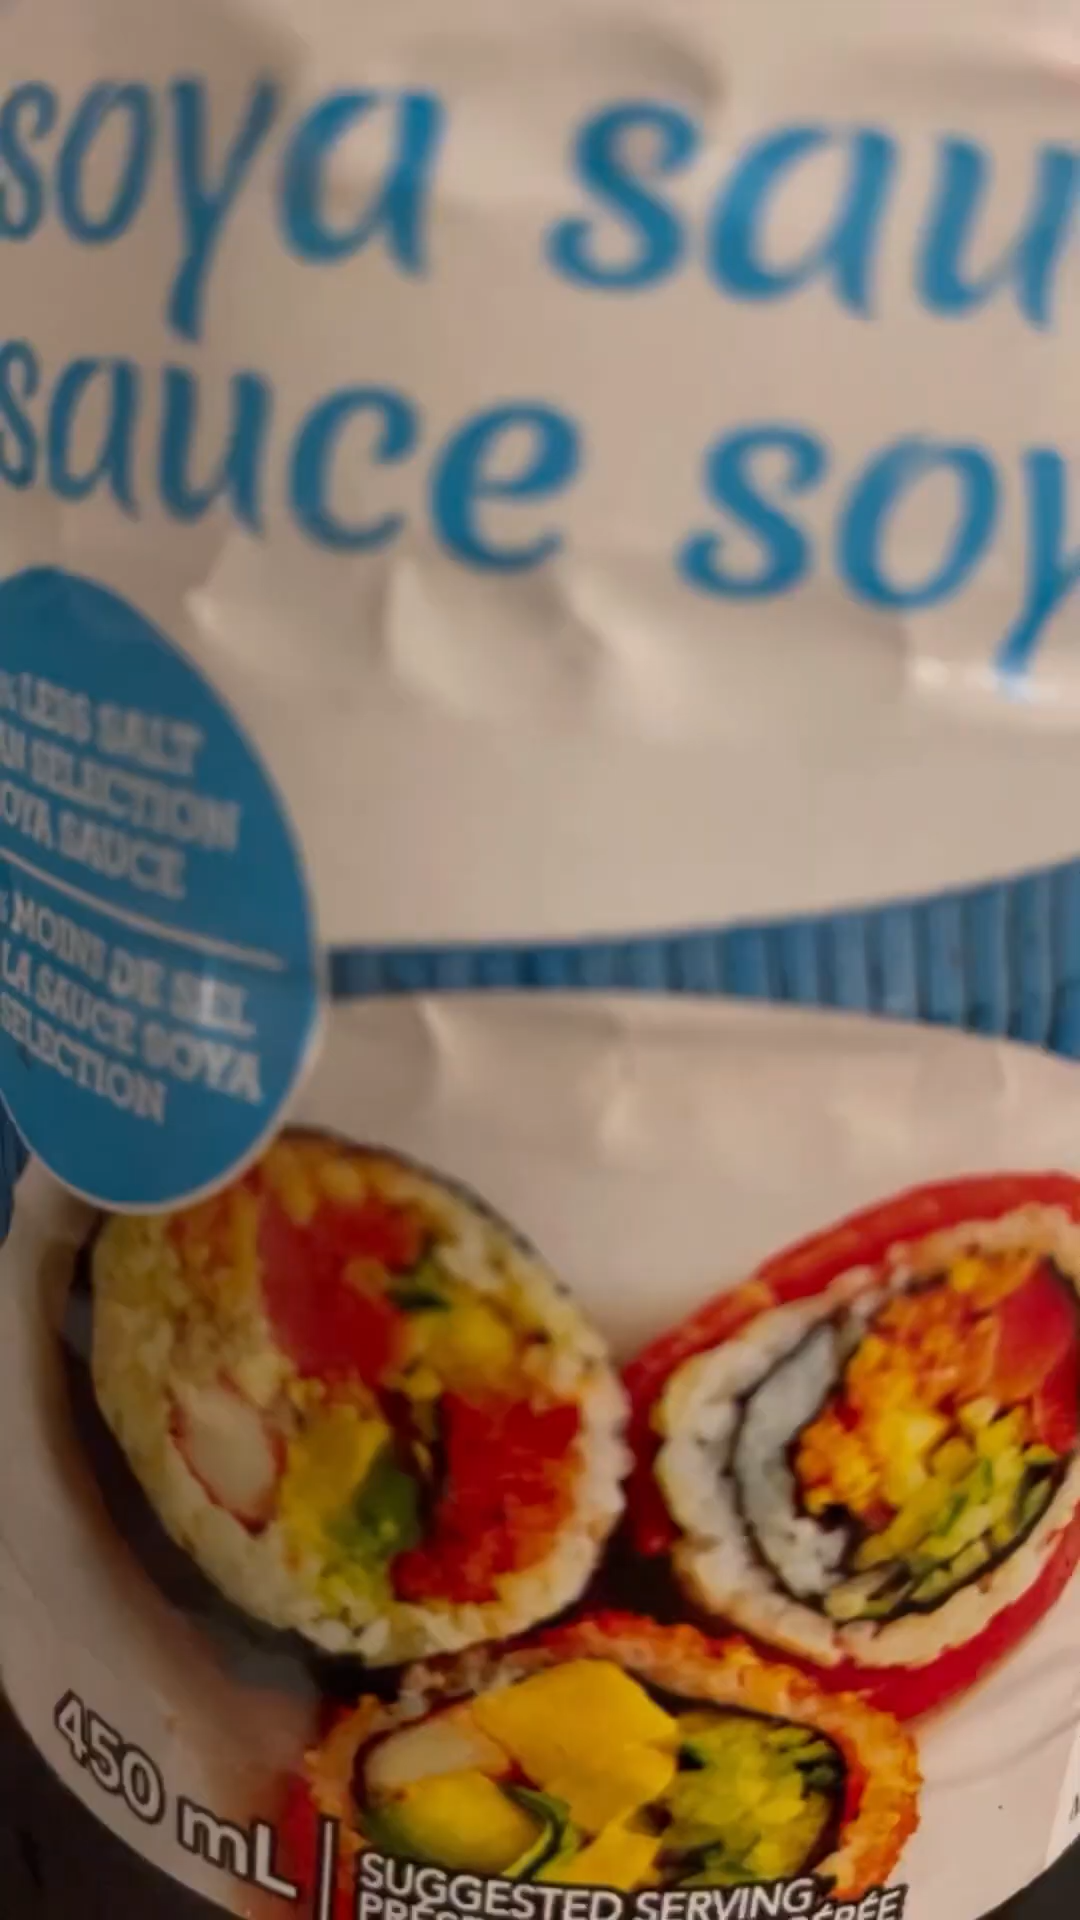 soya sau
sauce soy
% LESS SALT
SELECTION
SAUCE
MOINS DE SEL
LA SAUCE SOYA
SELECTION
450 mL
SUGGESTED SERVING